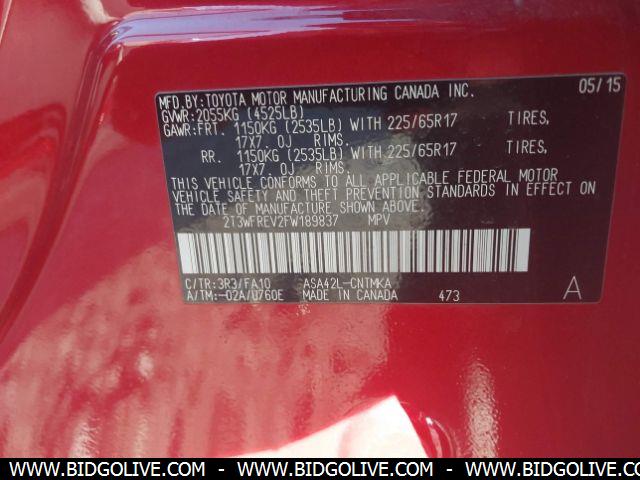 MFD.BY:TOYOTA MOTOR MANUFACTURING CANADA INC. 05/15
GVWR:2055KG (4525LB)
GAWR:FRT. 1150KG (2535LB) WITH 225/65R17 TIRES,
17X7.0J RIMS.
RR. 1150KG (2535LB) WITH 225/65R17 TIRES,
17X7.0J RIMS.
THIS VEHICLE CONFORMS TO ALL APPLICABLE FEDERAL MOTOR
VEHICLE SAFETY AND THEFT PREVENTION STANDARDS IN EFFECT ON
THE DATE OF MANUFACTURE SHOWN ABOVE.
2T3WFREV2FW189837 MPV
C/TR:3R3/FA10 ASA42L-CNTMKA
A/TM:-02A/U760E MADE IN CANADA 473 A
WWW.BIDGOLIVE.COM - WWW.BIDGOLIVE.COM - WWW.BIDGOLIVE.COM